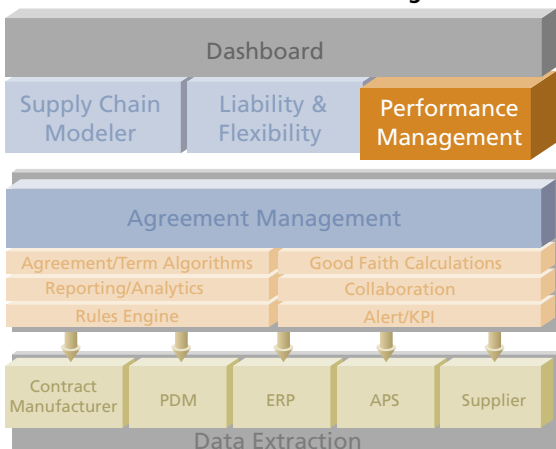 Dashboard
Supply Chain
Modeler
Liability &
Flexibility
Performance
Management
Agreement Management
Agreement/Term Algorithms
Good Faith Calculations
Reporting/Analytics
Collaboration
Rules Engine
Alert/KPI
Contract
Manufacturer
PDM
ERP
APS
Supplier
Data Extraction